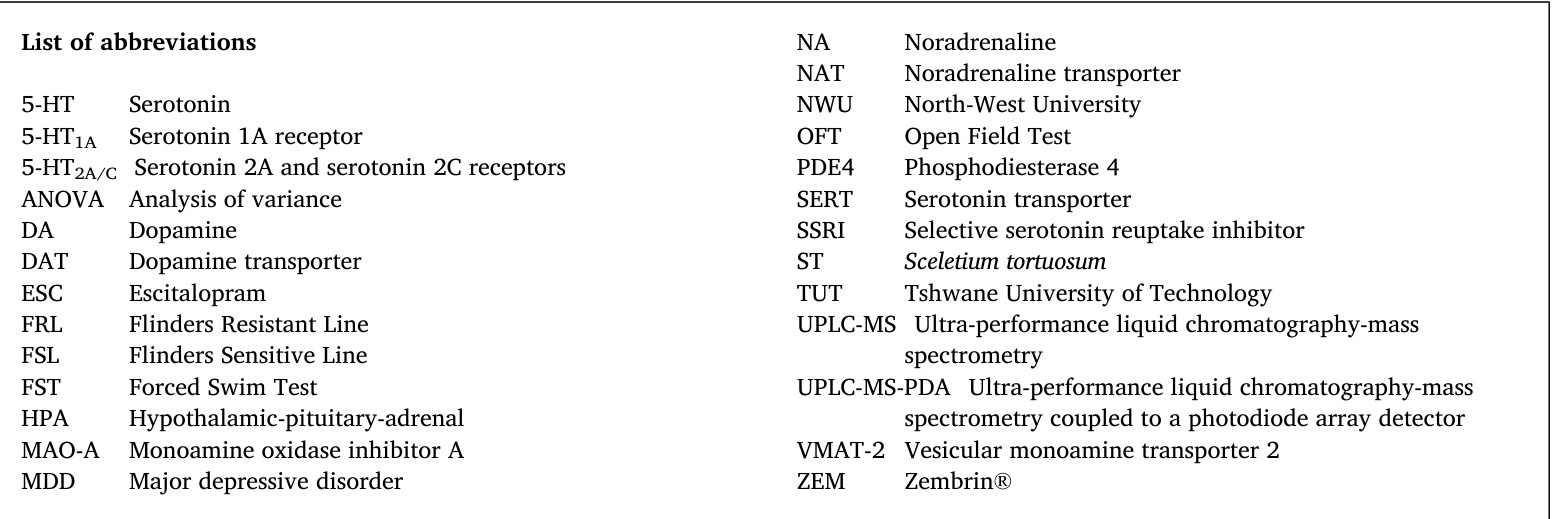 List of abbreviations
5-HT Serotonin
5-HT1A Serotonin 1A receptor
5-HT2A/C Serotonin 2A and serotonin 2C receptors
ANOVA Analysis of variance
DA Dopamine
DAT Dopamine transporter
ESC Escitalopram
FRL Flinders Resistant Line
FSL Flinders Sensitive Line
FST Forced Swim Test
HPA Hypothalamic-pituitary-adrenal
MAO-A Monoamine oxidase inhibitor A
MDD Major depressive disorder
NA Noradrenaline
NAT Noradrenaline transporter
NWU North-West University
OFT Open Field Test
PDE4 Phosphodiesterase 4
SERT Serotonin transporter
SSRI Selective serotonin reuptake inhibitor
ST Sceletium tortuosum
TUT Tshwane University of Technology
UPLC-MS Ultra-performance liquid chromatography-mass
spectrometry
UPLC-MS-PDA Ultra-performance liquid chromatography-mass
spectrometry coupled to a photodiode array detector
VMAT-2 Vesicular monoamine transporter 2
ZEM Zembrin®